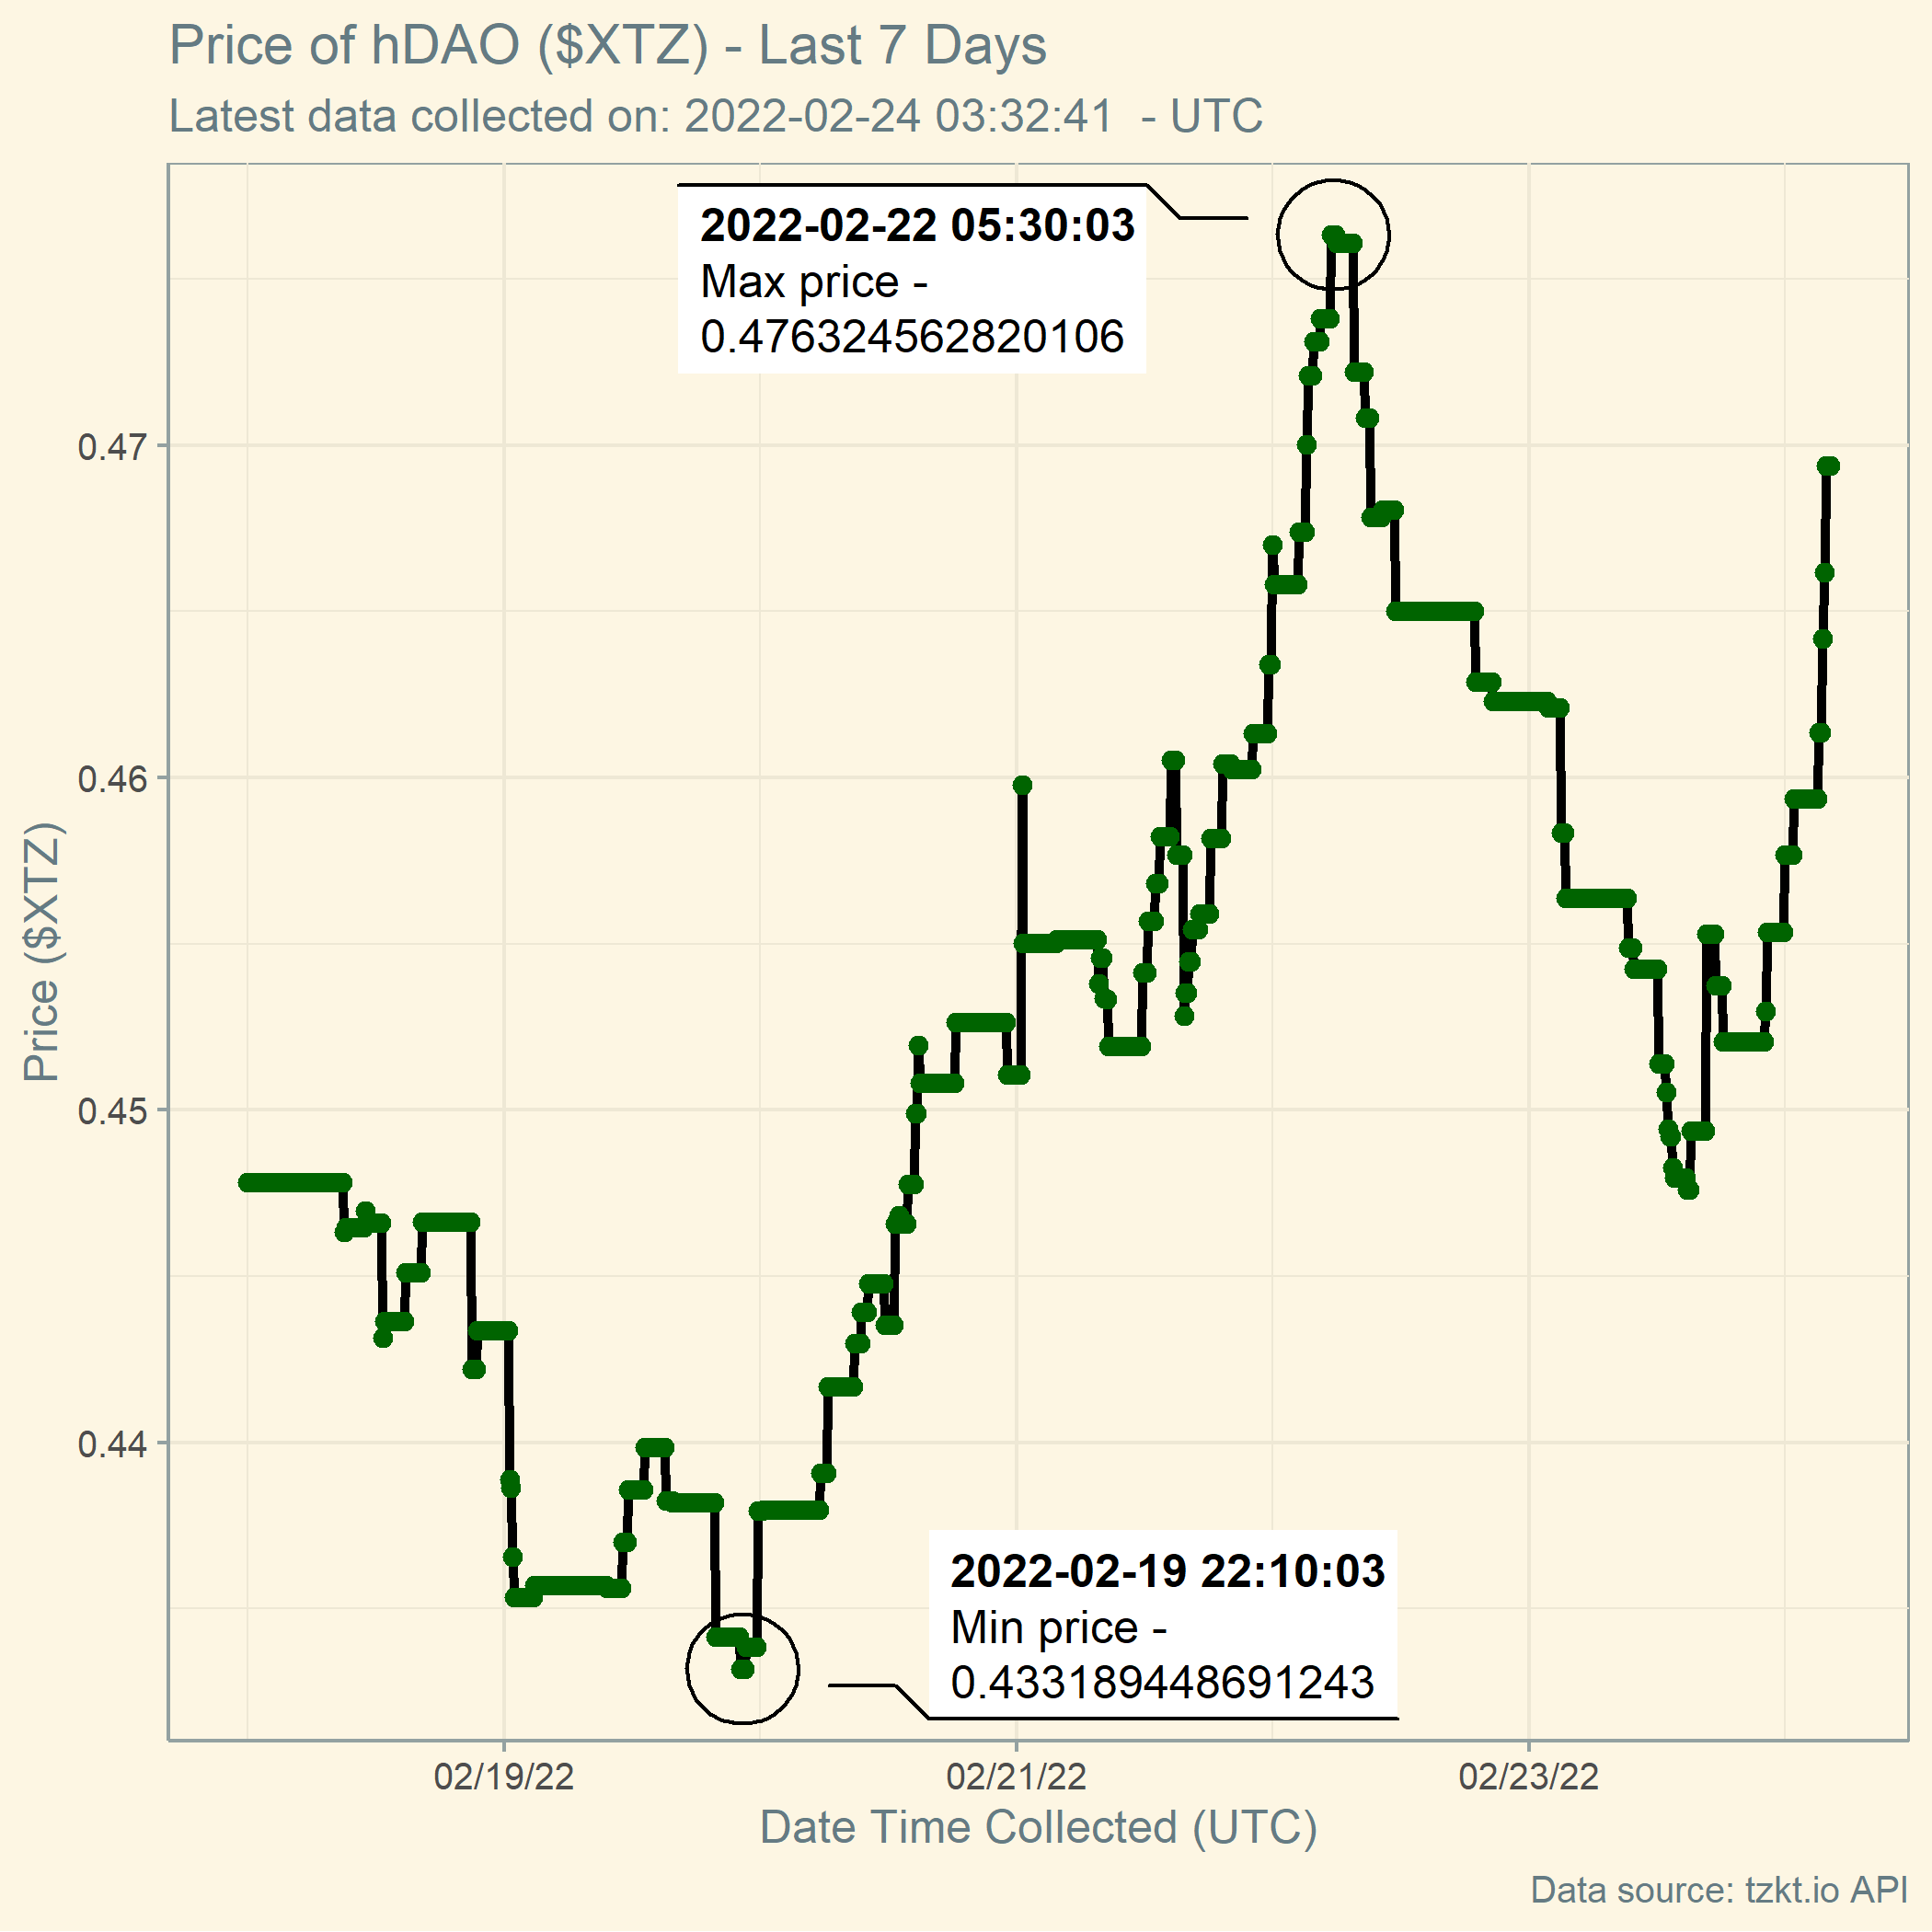 Price of hDAO ($XTZ) - Last 7 Days
Latest data collected on: 2022-02-24 03:32:41  - UTC
2022-02-22 05:30:03
Max price -
0.476324562820106
0.47
0.46
0.45
0.44
Price ($XTZ)
2022-02-19 22:10:03
Min price -
0.433189448691243
02/19/22
02/21/22
02/23/22
Date Time Collected (UTC)
Data source: tzkt.io API